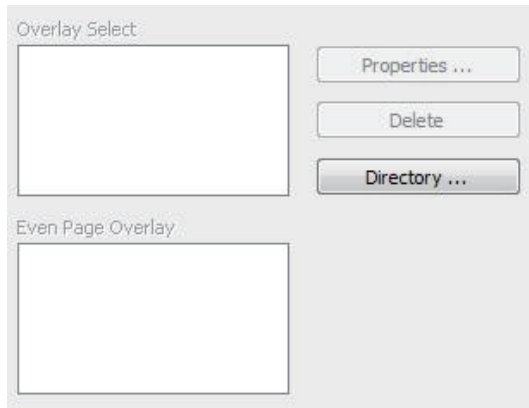 Overlay Select
Properties ...
Delete
Directory ...
Even Page Overlay